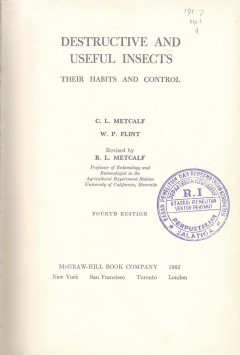 DESTRUCTIVE AND
USEFUL INSECTS
THEIR HABITS AND CONTROL
C. L. METCALF
W. P. FLINT
Revised by
R. L. METCALF
Professor of Entomology and
Entomologist in the
Agricultural Experiment Station
University of California, Riverside
FOURTH EDITION
R.I
PERPUSTAKAAN
SALATIGA
McGRAW-HILL BOOK COMPANY 1962
New York San Francisco Toronto London